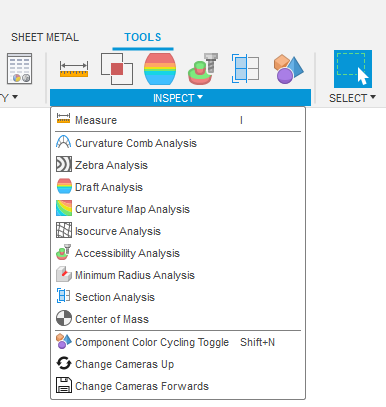 SHEET METAL TOOLS
Y▼ INSPECT▼ SELECT▼
Measure I
Curvature Comb Analysis
Zebra Analysis
Draft Analysis
Curvature Map Analysis
Isocurve Analysis
Accessibility Analysis
Minimum Radius Analysis
Section Analysis
Center of Mass
Component Color Cycling Toggle Shift+N
Change Cameras Up
Change Cameras Forwards